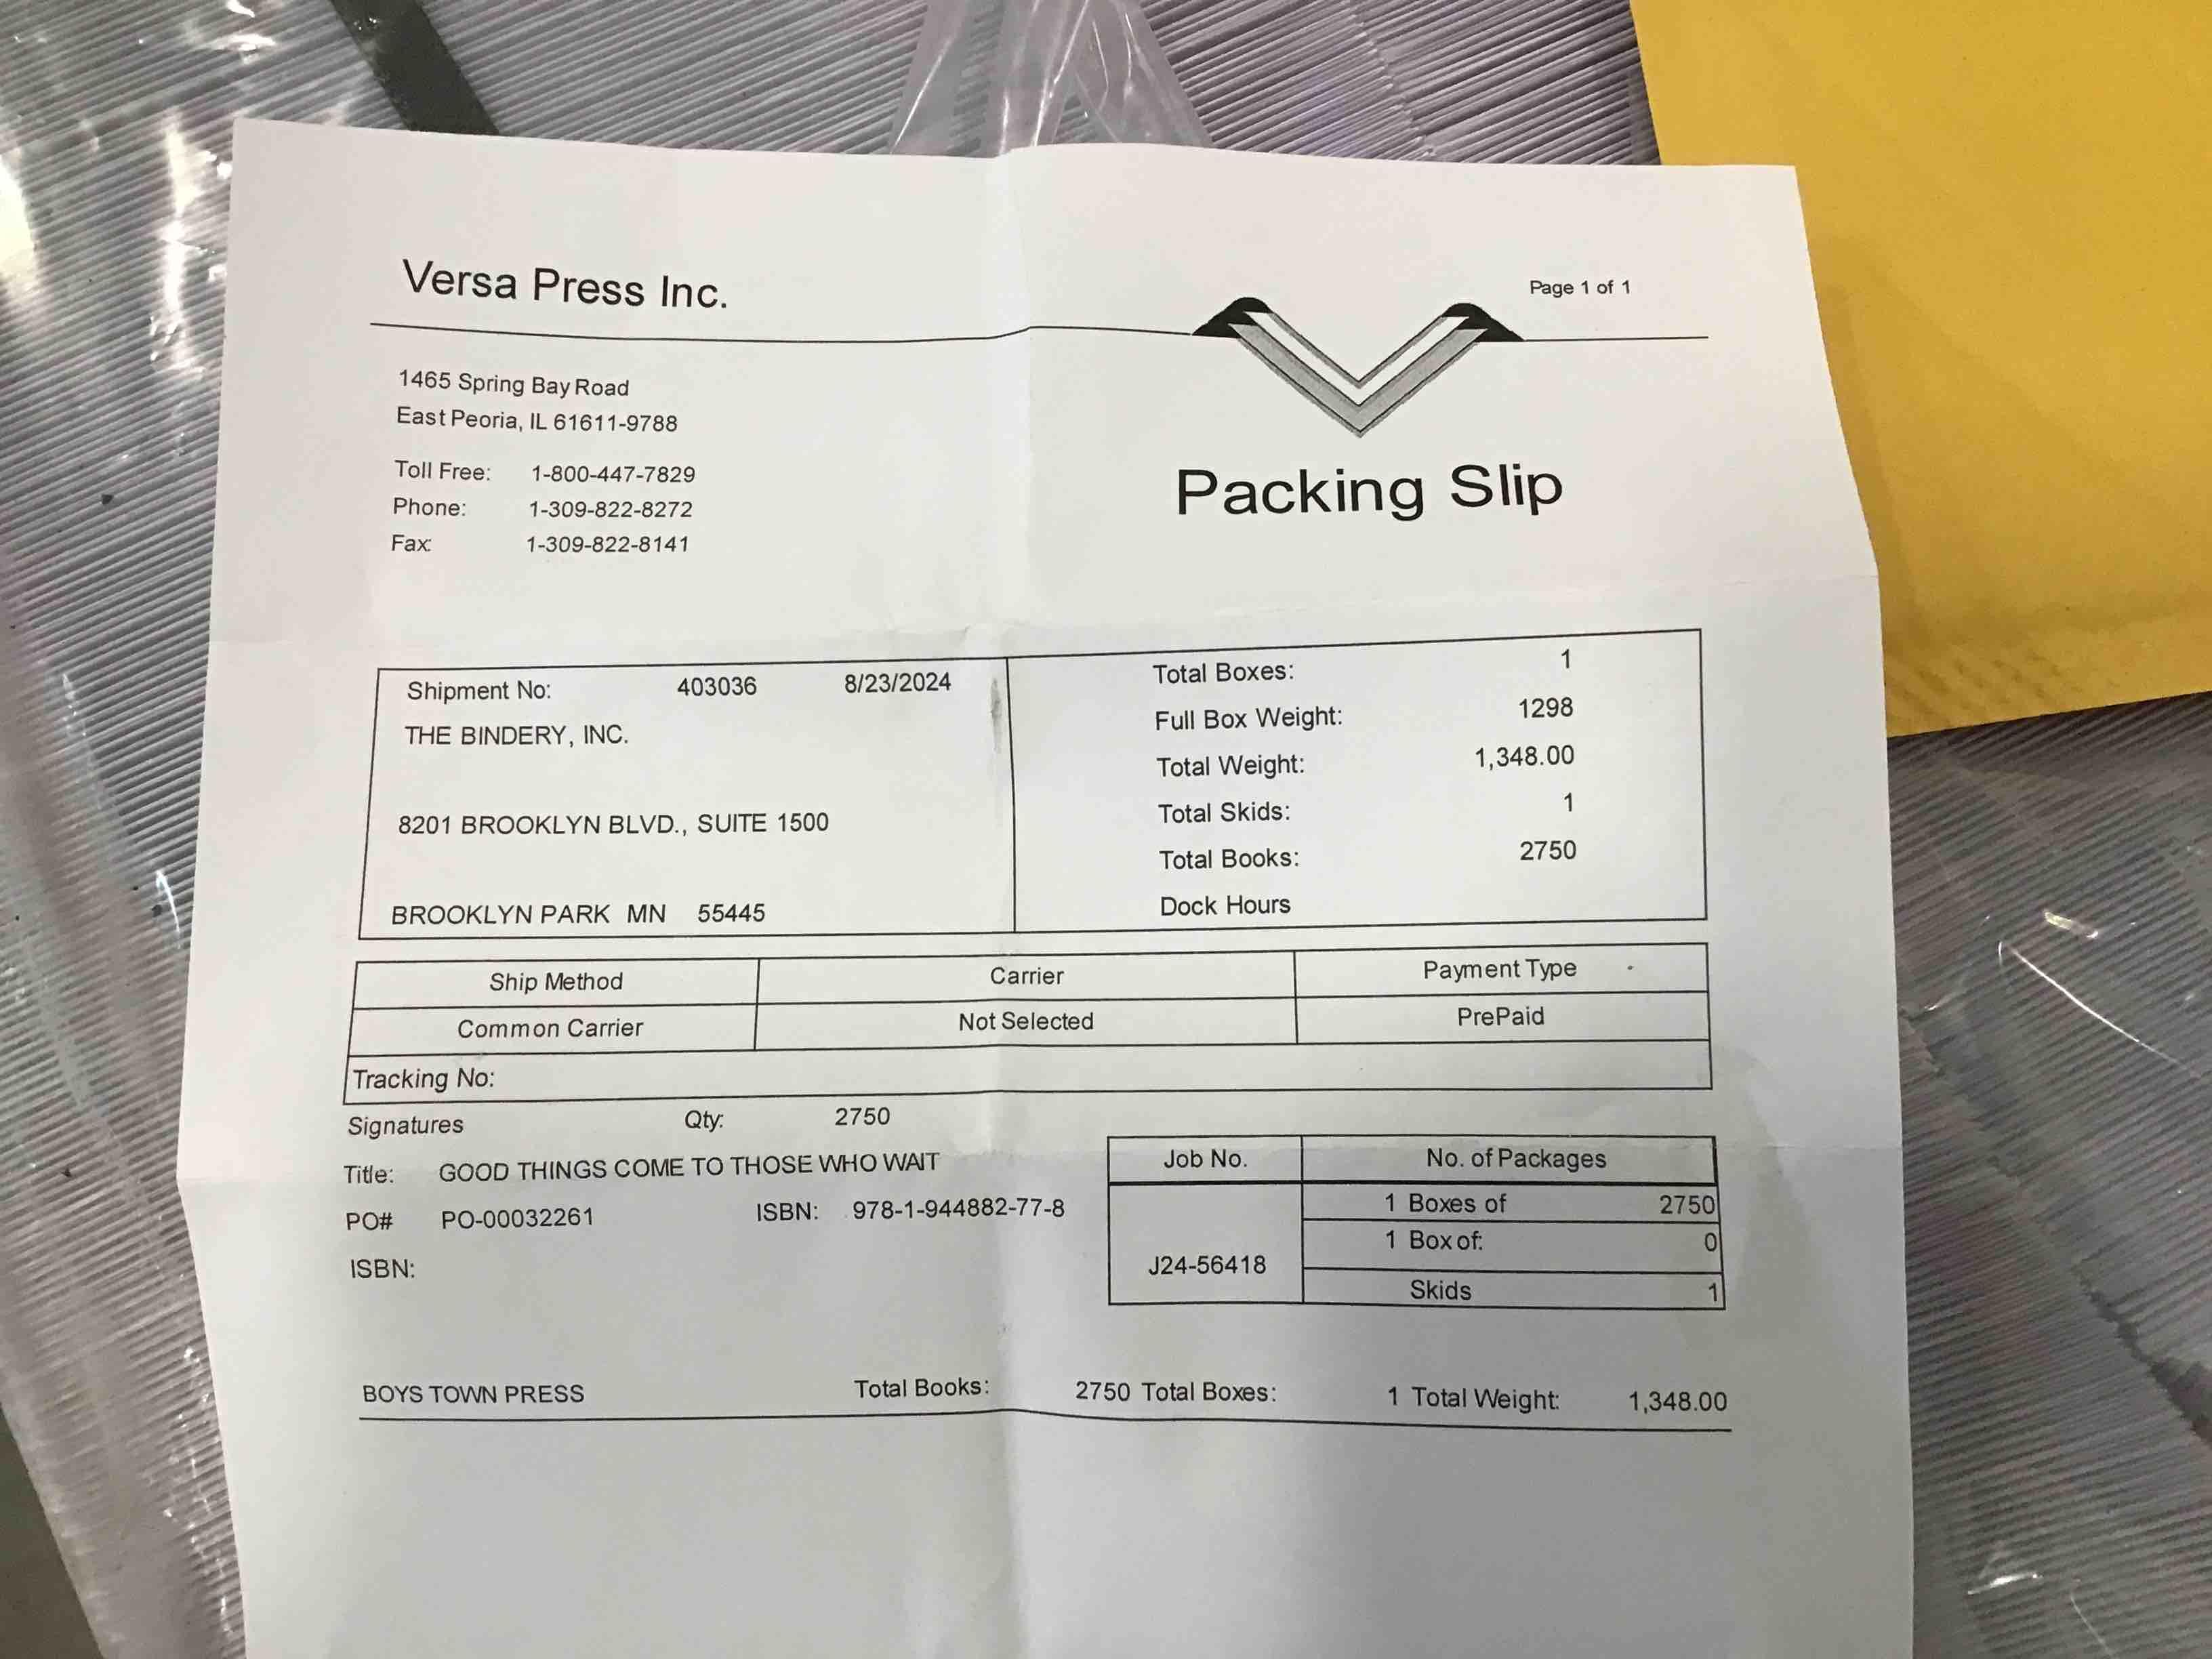 Versa Press Inc.
Page 1 of 1
1465 Spring Bay Road
East Peoria, IL 61611-9788
Toll Free: 1-800-447-7829
Phone: 1-309-822-8272
Fax: 1-309-822-8141
Packing Slip
Shipment No: 403036 8/23/2024
THE BINDERY, INC.
8201 BROOKLYN BLVD., SUITE 1500
BROOKLYN PARK MN 55445
Total Boxes: 1
Full Box Weight: 1298
Total Weight: 1,348.00
Total Skids: 1
Total Books: 2750
Dock Hours
Ship Method Carrier Payment Type
Common Carrier Not Selected PrePaid
Tracking No:
Signatures Qty: 2750
Title: GOOD THINGS COME TO THOSE WHO WAIT
PO# PO-00032261 ISBN: 978-1-944882-77-8
ISBN:
Job No. No. of Packages
1 Boxes of 2750
1 Box of: 0
J24-56418
Skids 1
BOYS TOWN PRESS Total Books: 2750 Total Boxes: 1 Total Weight: 1,348.00